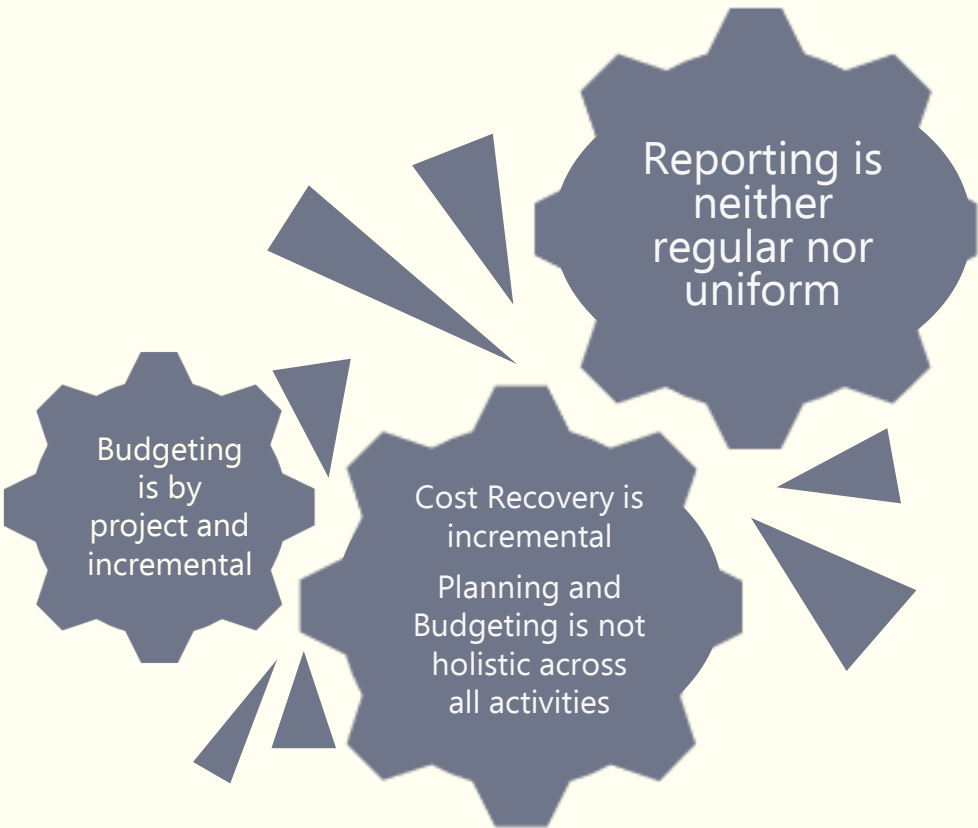 Reporting is
neither
regular nor
uniform
Budgeting
is by
project and
incremental
Cost Recovery is
incremental
Planning and
Budgeting is not
holistic across
all activities